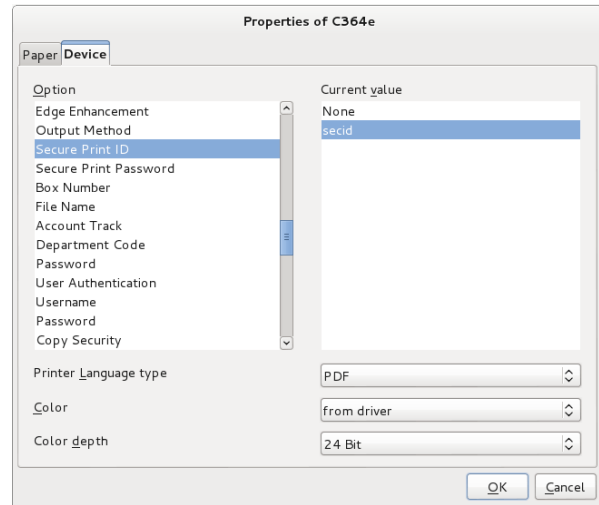 Properties of C364e
Paper Device
Option
Edge Enhancement
Output Method
Secure Print ID
Secure Print Password
Box Number
File Name
Account Track
Department Code
Password
User Authentication
Username
Password
Copy Security
Current value
None
secid
Printer Language type
PDF
Color
from driver
Color depth
24 Bit
OK
Cancel